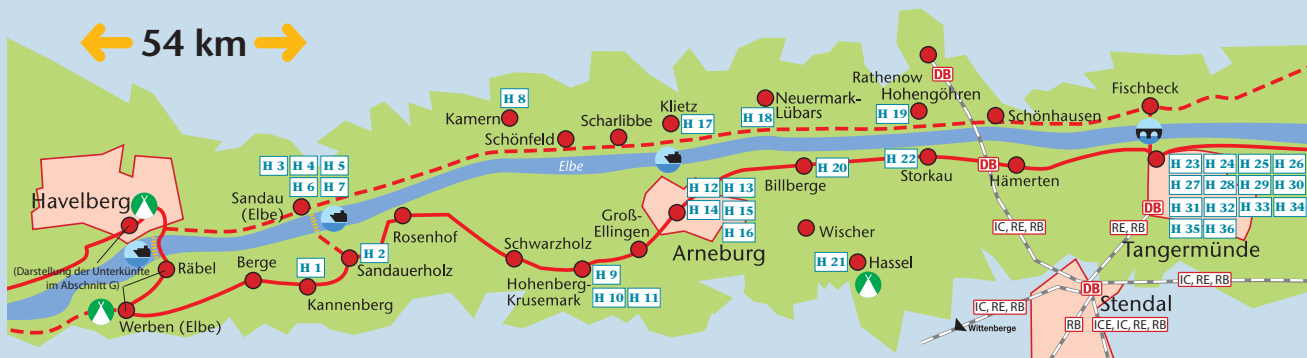 54 km
Havelberg
(Darstellung der Unterkünfte
im Abschnitt G)
Räbel
Werben (Elbe)
Berge
H 1
Kannenberg
H 3 H 4 H 5
H 6 H 7
Sandau
(Elbe)
H 2
Sandauerholz
Rosenhof
H 8
Kamern
Schönfeld
Scharlibbe
Klietz
H 17
Elbe
Schwarzholz
Hohenberg-
Krusemark
H 9
H 10 H 11
Groß-
Ellingen
H 12 H 13
H 14 H 15
H 16
Arneburg
Neuermark-
Lübars
H 18
Billberge
H 20
Wischer
H 21
Hassel
Rathenow
DB
Hohengöhren
H 19
Schönhausen
H 22
Storkau
DB
Hämerten
Fischbeck
H 23 H 24 H 25 H 26
H 27 H 28 H 29 H 30
H 31 H 32 H 33 H 34
H 35 H 36
DB
Tangermünde
IC, RE, RB
RE, RB
DB
Stendal
IC, RE, RB
IC, RE, RB
Wittenberge
RB
ICE, IC, RE, RB